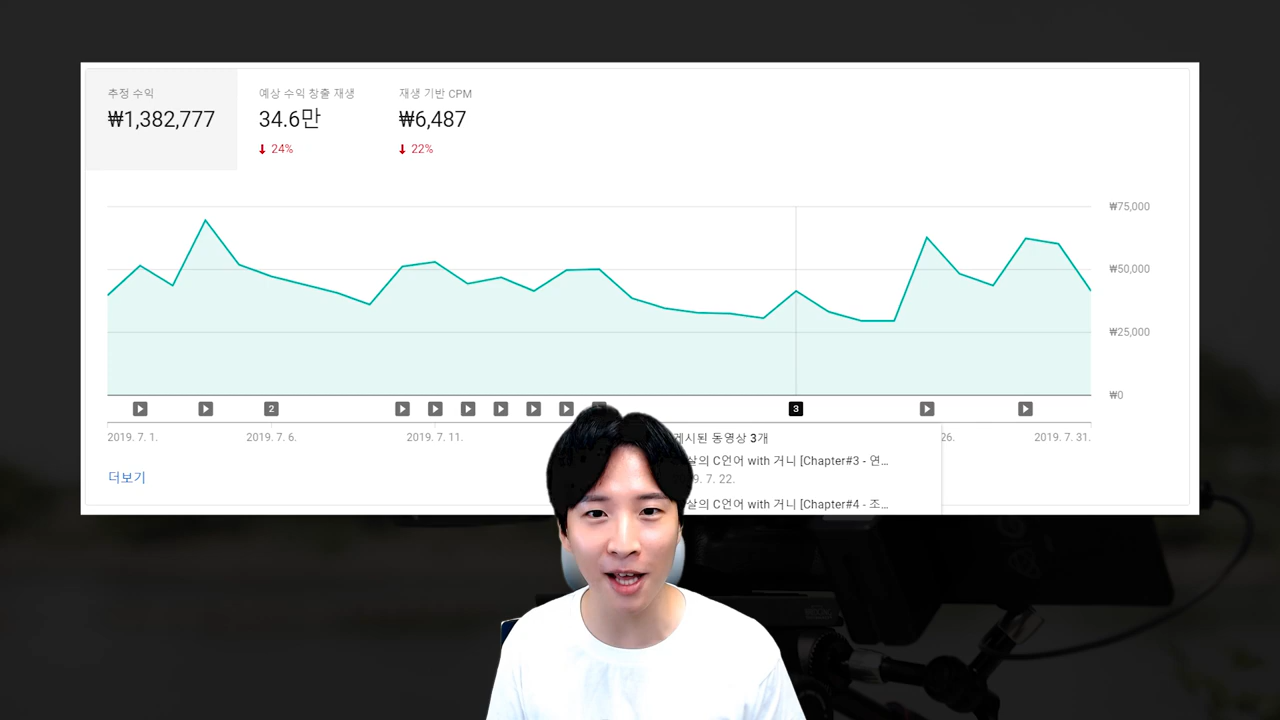 추정 수익
₩1,382,777
예상 수익 창출 재생
34.6만
24%
재생 기반 CPM
₩6,487
22%
₩75,000
₩50,000
₩25,000
₩0
2
3
2019. 7. 1.
2019. 7. 6.
2019. 7. 11.
26.
2019. 7. 31.
게시된 동영상 3개
살의 C언어 with 거니 [Chapter#3 - 연...
9. 7. 22.
살의 C언어 with 거니 [Chapter#4 - 조...
더보기